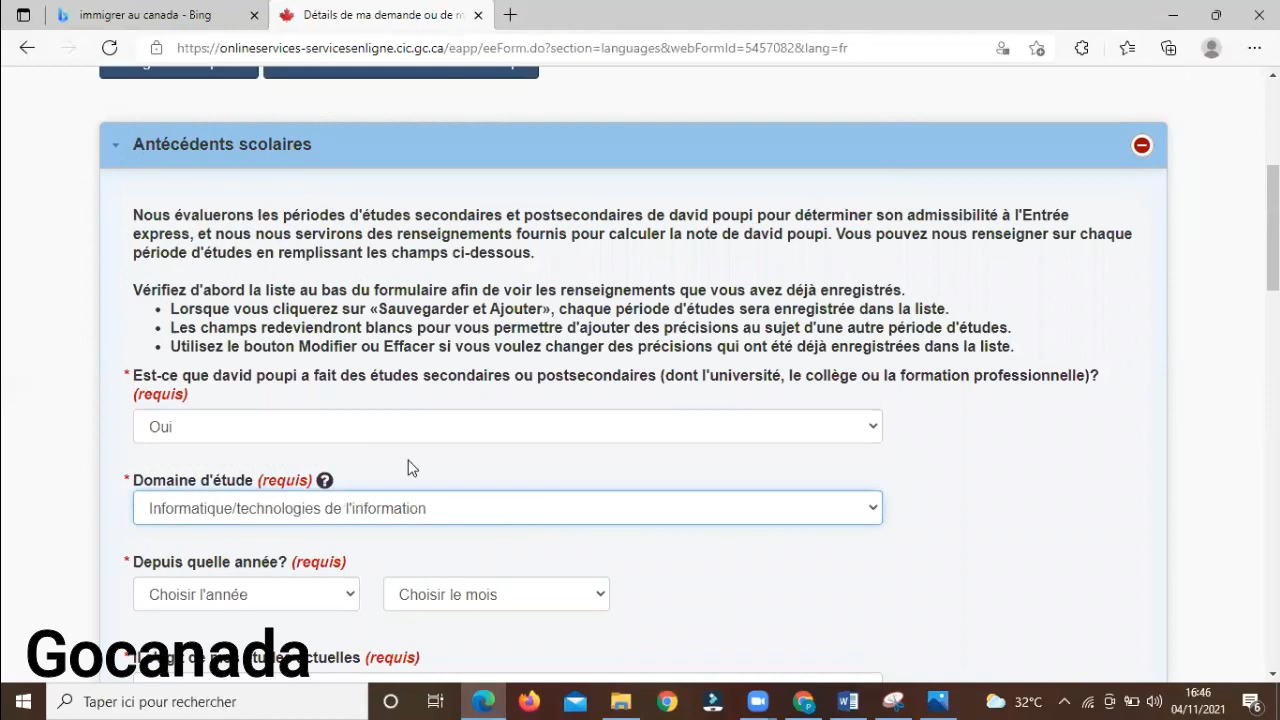 immigrer au canada - Bing
Détails de ma demande ou de m
https://onlineservices-servicesenligne.cic.gc.ca/eapp/eeForm.do?section=languages&webFormId=5457082&lang=fr
Antécédents scolaires
Nous évaluerons les périodes d'études secondaires et postsecondaires de david poupi pour déterminer son admissibilité à l'Entrée
express, et nous nous servirons des renseignements fournis pour calculer la note de david poupi. Vous pouvez nous renseigner sur chaque
période d'études en remplissant les champs ci-dessous.
Vérifiez d'abord la liste au bas du formulaire afin de voir les renseignements que vous avez déjà enregistrés.
• Lorsque vous cliquerez sur «Sauvegarder et Ajouter», chaque période d'études sera enregistrée dans la liste.
• Les champs redeviendront blancs pour vous permettre d'ajouter des précisions au sujet d'une autre période d'études.
• Utilisez le bouton Modifier ou Effacer si vous voulez changer des précisions qui ont été déjà enregistrées dans la liste.
* Est-ce que david poupi a fait des études secondaires ou postsecondaires (dont l'université, le collège ou la formation professionnelle)?
(requis)
Oui
* Domaine d'étude (requis) ?
Informatique/technologies de l'information
* Depuis quelle année? (requis)
Choisir l'année Choisir le mois
Gocanada
actuelles (requis)
Taper ici pour rechercher
32°C
16:46
04/11/2021
6